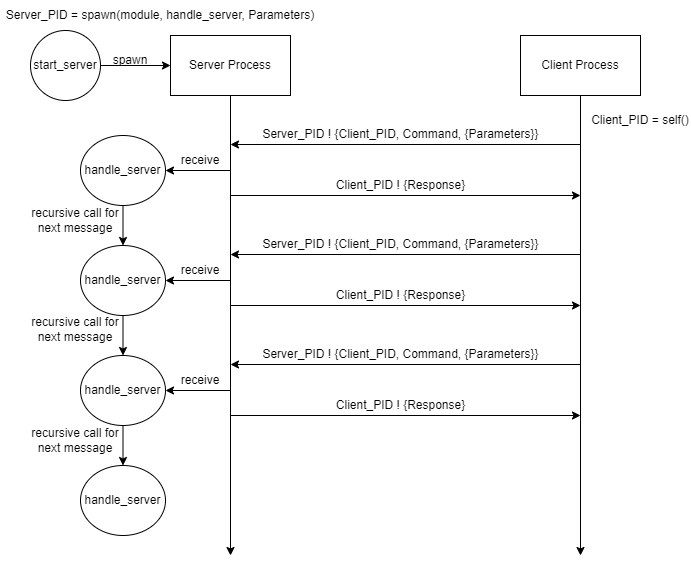 Server_PID = spawn(module, handle_server, Parameters)
start_server
spawn
Server Process
Client Process
Client_PID = self()
Server_PID ! {Client_PID, Command, {Parameters}}
receive
handle_server
Client_PID ! {Response}
recursive call for
next message
Server_PID ! {Client_PID, Command, {Parameters}}
receive
handle_server
Client_PID ! {Response}
recursive call for
next message
Server_PID ! {Client_PID, Command, {Parameters}}
receive
handle_server
Client_PID ! {Response}
recursive call for
next message
handle_server